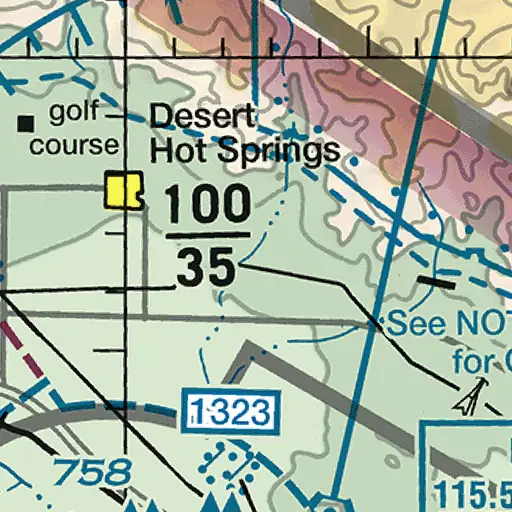 golf
course
Desert
Hot Springs
100
35
See NOT
for
1323
758
115.5